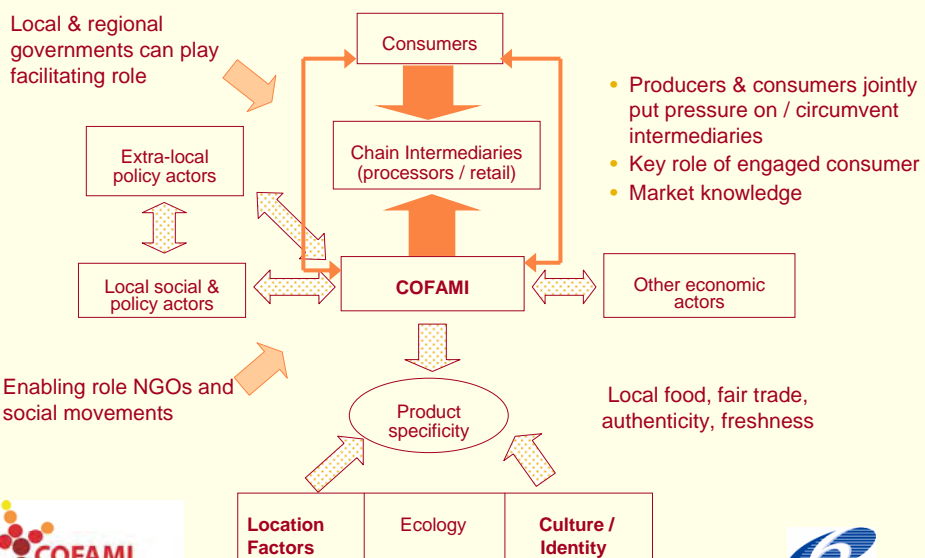 Local & regional
governments can play
facilitating role
Consumers
• Producers & consumers jointly
put pressure on / circumvent
intermediaries
• Key role of engaged consumer
• Market knowledge
Extra-local
policy actors
Chain Intermediaries
(processors / retail)
Local social &
policy actors
COFAMI
Other economic
actors
Enabling role NGOs and
social movements
Product
specificity
Local food, fair trade,
authenticity, freshness
Location
Factors
Ecology
Culture /
Identity
COFAMI
6